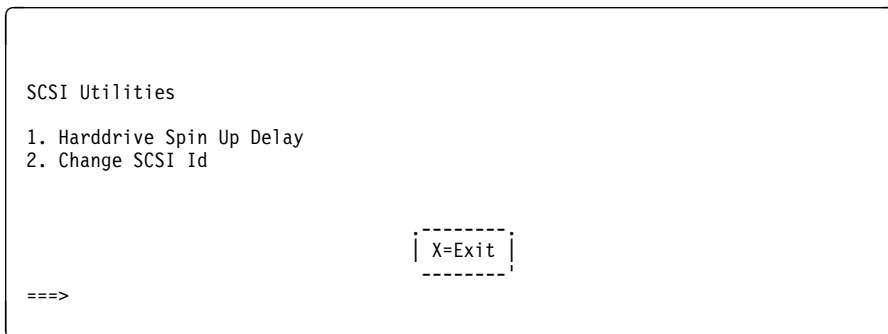 SCSI Utilities
1. Harddrive Spin Up Delay
2. Change SCSI Id
X=Exit
===>